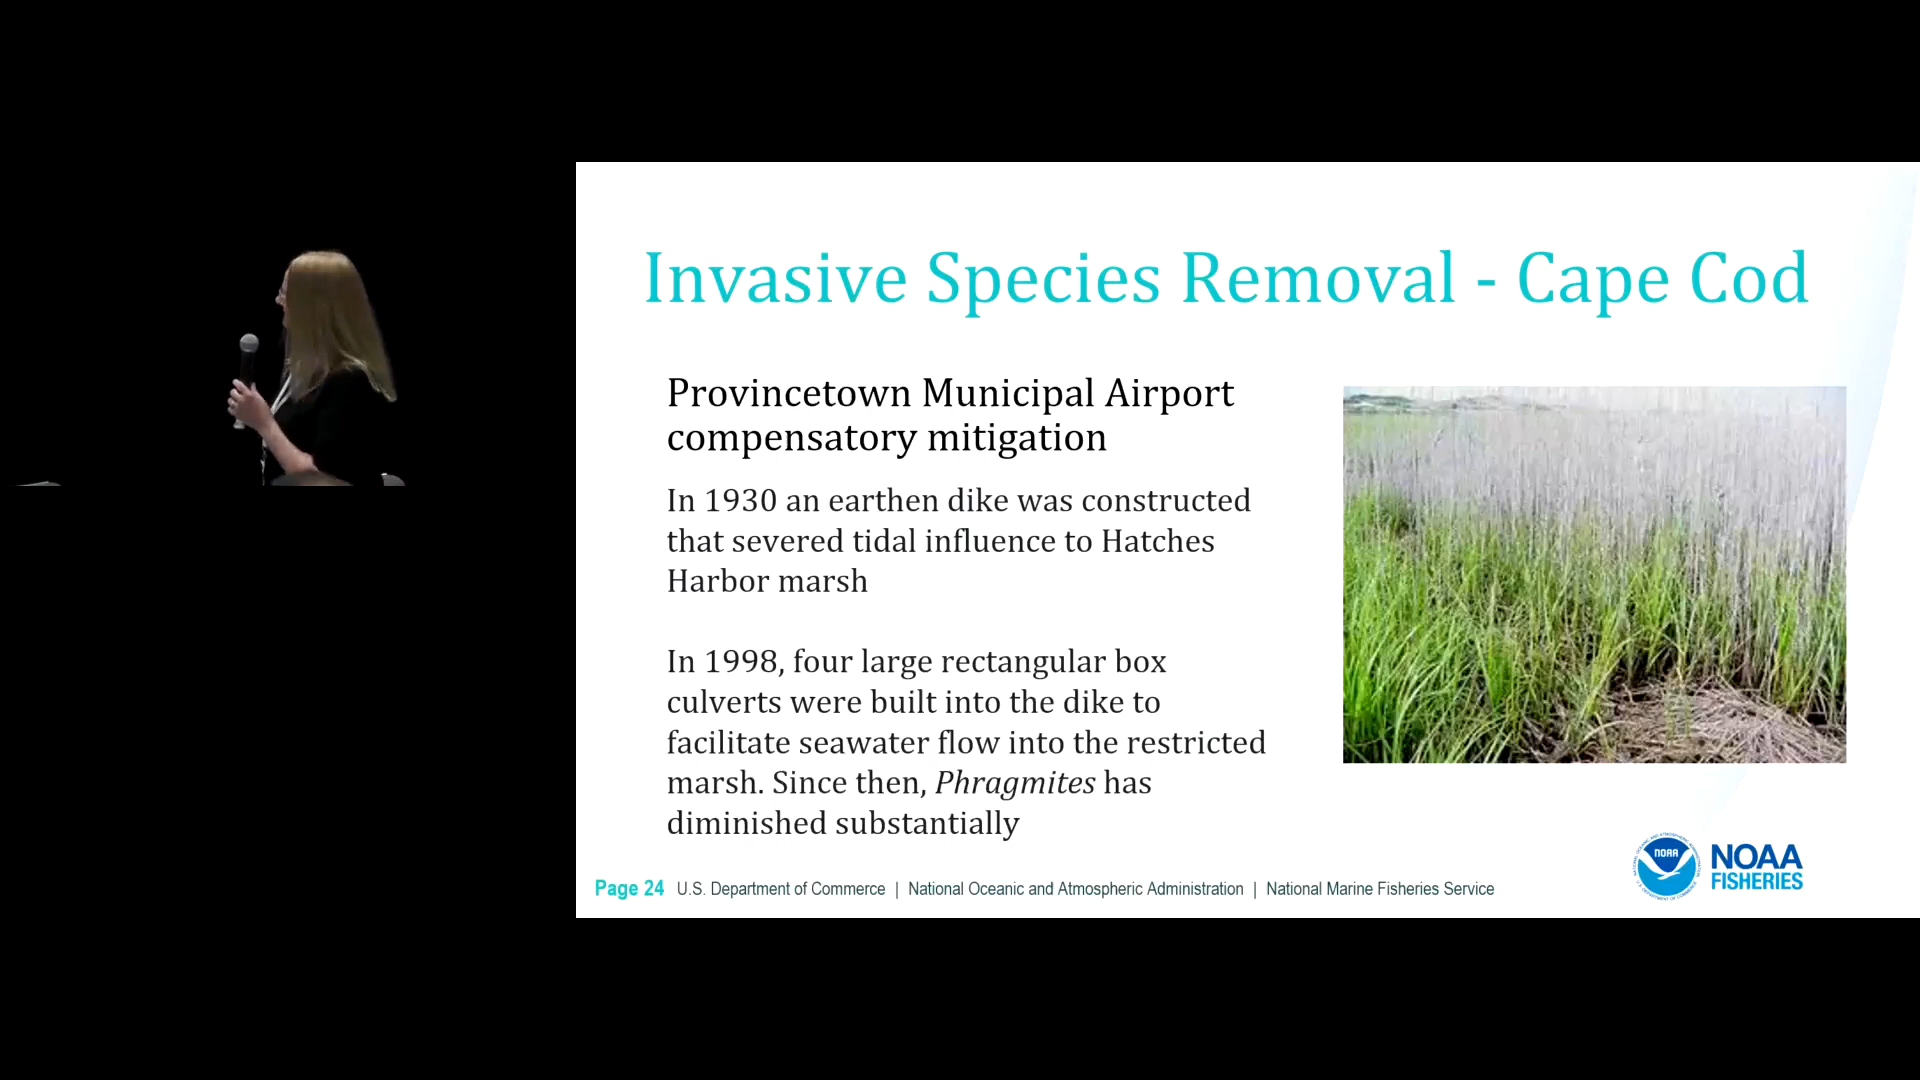 Invasive Species Removal - Cape Cod
Provincetown Municipal Airport
compensatory mitigation
In 1930 an earthen dike was constructed
that severed tidal influence to Hatches
Harbor marsh
In 1998, four large rectangular box
culverts were built into the dike to
facilitate seawater flow into the restricted
marsh. Since then, Phragmites has
diminished substantially
Page 24 U.S. Department of Commerce | National Oceanic and Atmospheric Administration | National Marine Fisheries Service
NOAA
NOAA
FISHERIES